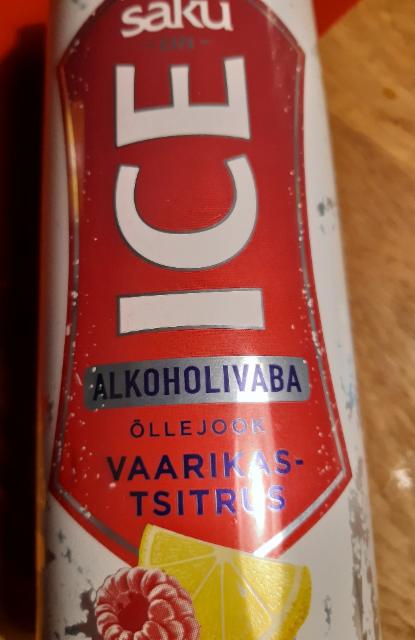 saku
ICE
ALKOHOLIVABA
ÕLLEJOOK
VAARIKAS-
TSITRUS